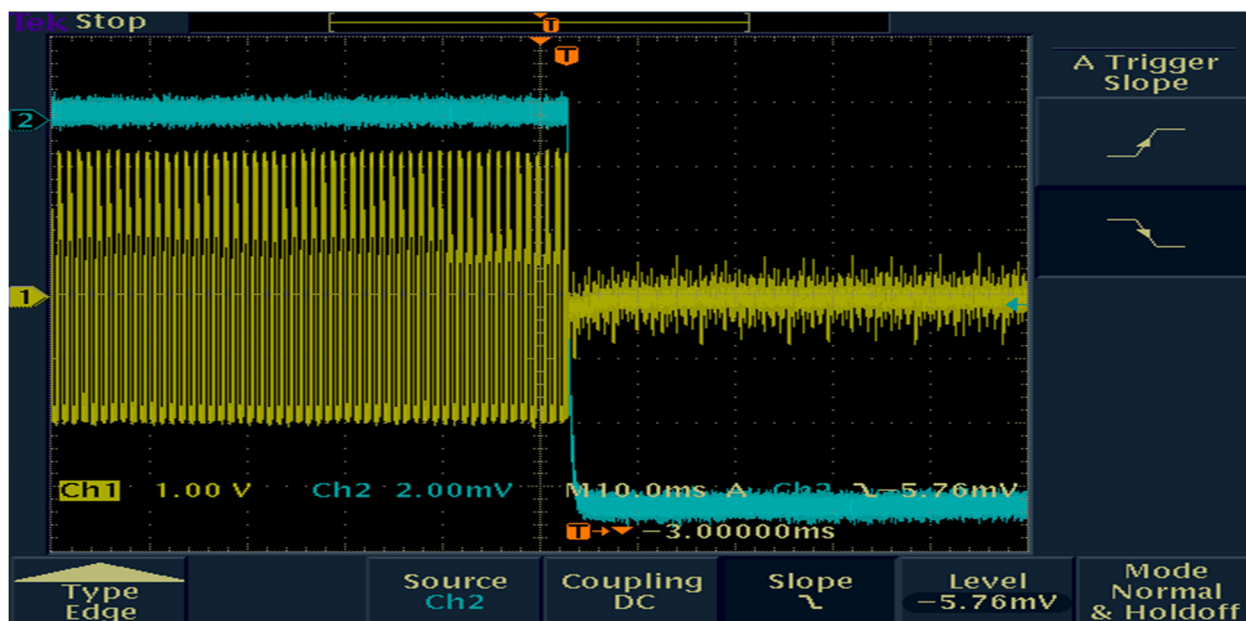 Tek Stop
T
T
A Trigger
Slope
2
1
Ch1 1.00 V Ch2 2.00mV M10.0ms A Ch2 -5.76mV
T -3.00000ms
Type
Edge
Source
Ch2
Coupling
DC
Slope
Level
-5.76mV
Mode
Normal
& Holdoff